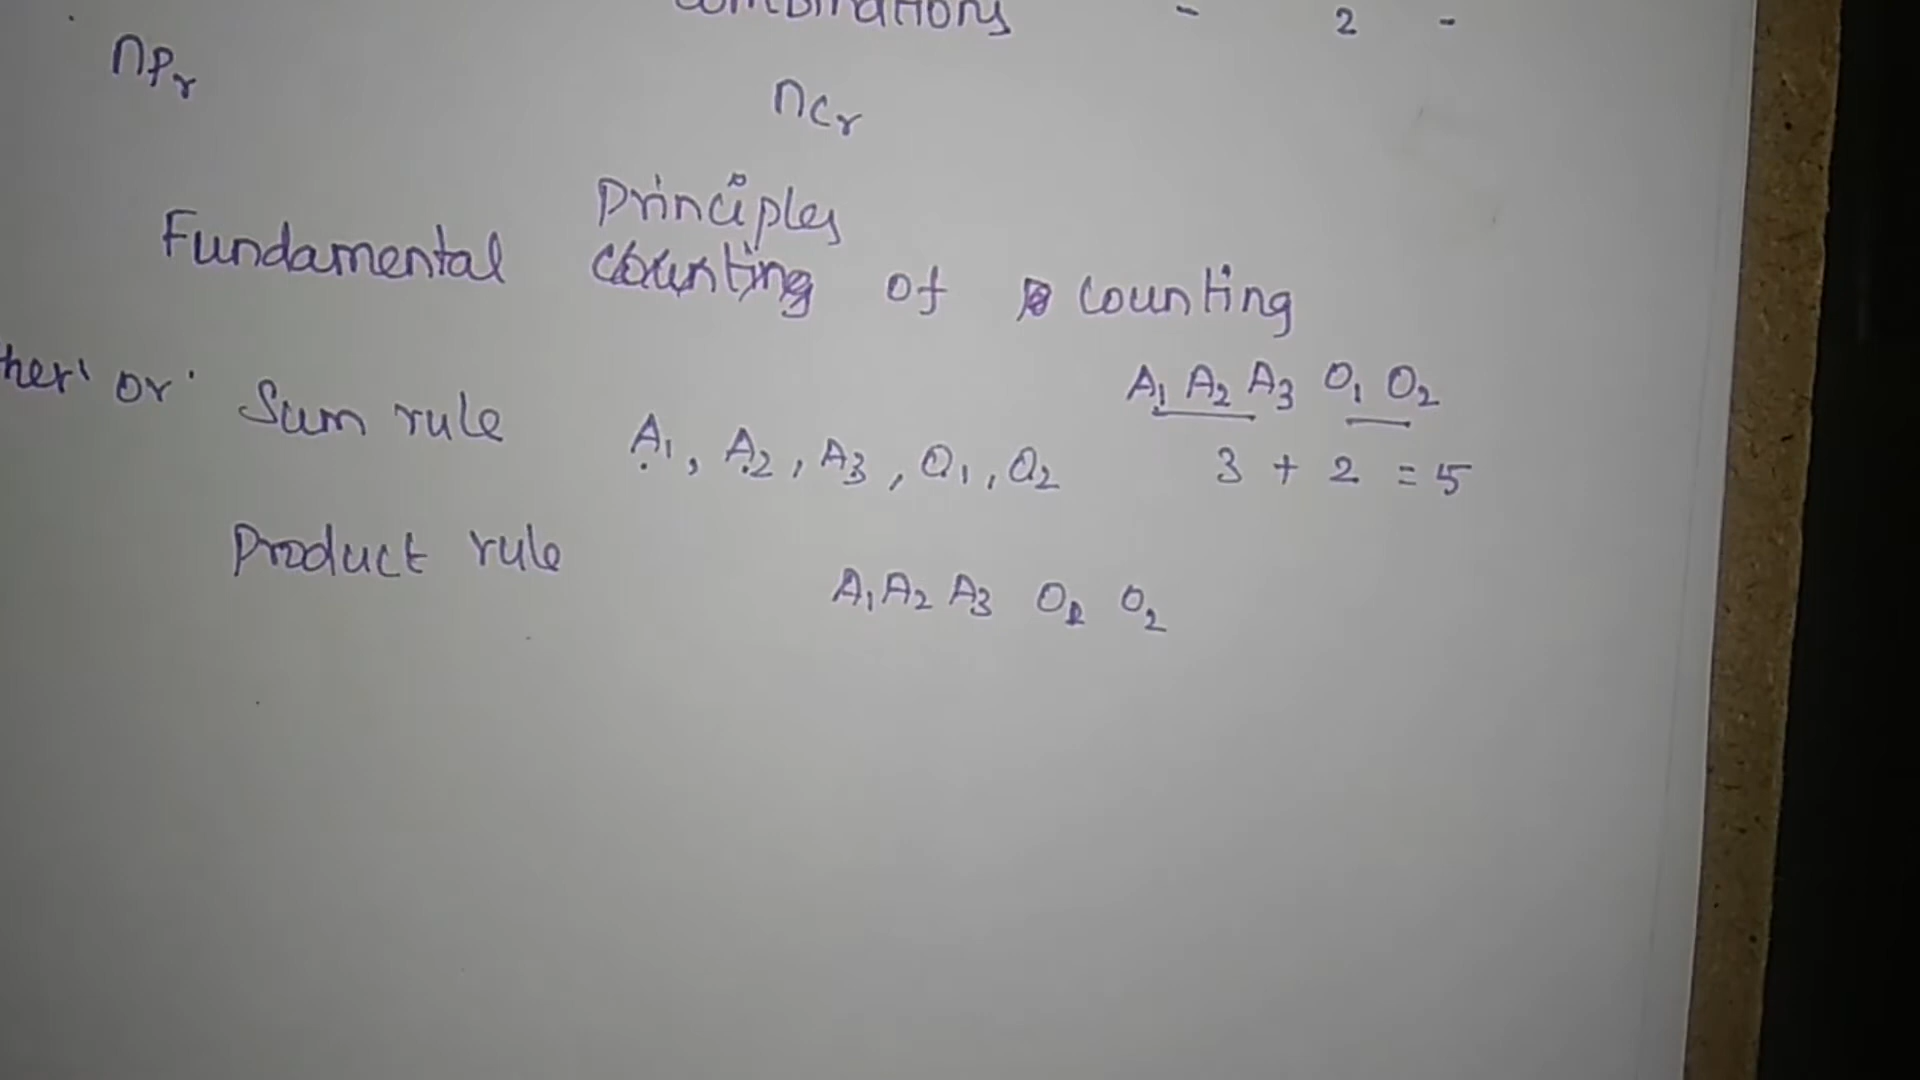 combinations - 2 -
nPr
nCr
Principles
Fundamental counting of counting
her' or' Sum rule
A1, A2, A3, O1, O2
A1 A2 A3 O1 O2
3 + 2 = 5
Product rule
A1 A2 A3 O1 O2